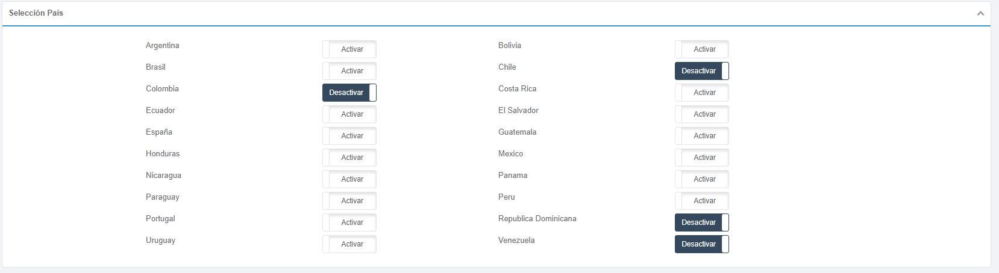 Selección País
Argentina Activar Bolivia Activar
Brasil Activar Chile Desactivar
Colombia Desactivar Costa Rica Activar
Ecuador Activar El Salvador Activar
España Activar Guatemala Activar
Honduras Activar Mexico Activar
Nicaragua Activar Panama Activar
Paraguay Activar Peru Activar
Portugal Activar Republica Dominicana Desactivar
Uruguay Activar Venezuela Desactivar